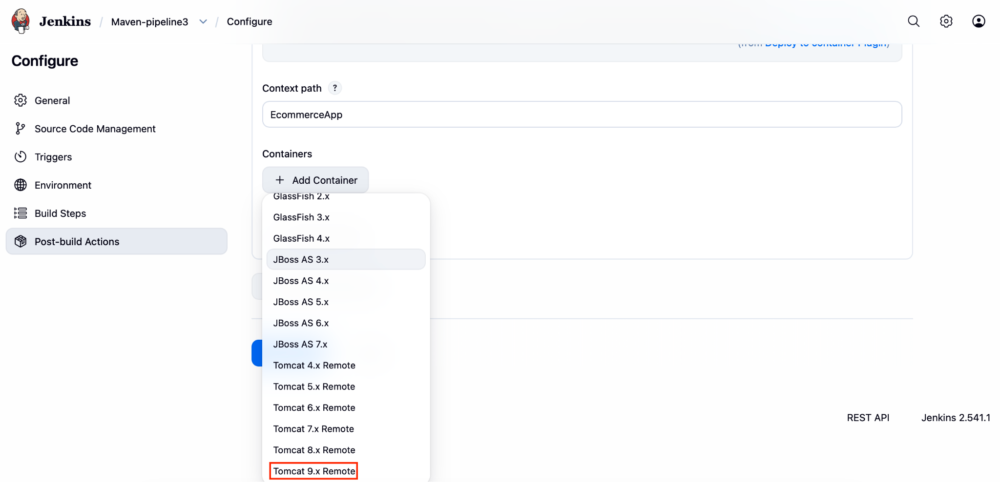 Jenkins / Maven-pipeline3 / Configure
Configure
General
Source Code Management
Triggers
Environment
Build Steps
Post-build Actions
(from Deploy to container Plugin)
Context path ?
EcommerceApp
Containers
+ Add Container
GlassFish 2.x
GlassFish 3.x
GlassFish 4.x
JBoss AS 3.x
JBoss AS 4.x
JBoss AS 5.x
JBoss AS 6.x
JBoss AS 7.x
Tomcat 4.x Remote
Tomcat 5.x Remote
Tomcat 6.x Remote
Tomcat 7.x Remote
Tomcat 8.x Remote
Tomcat 9.x Remote
REST API
Jenkins 2.541.1